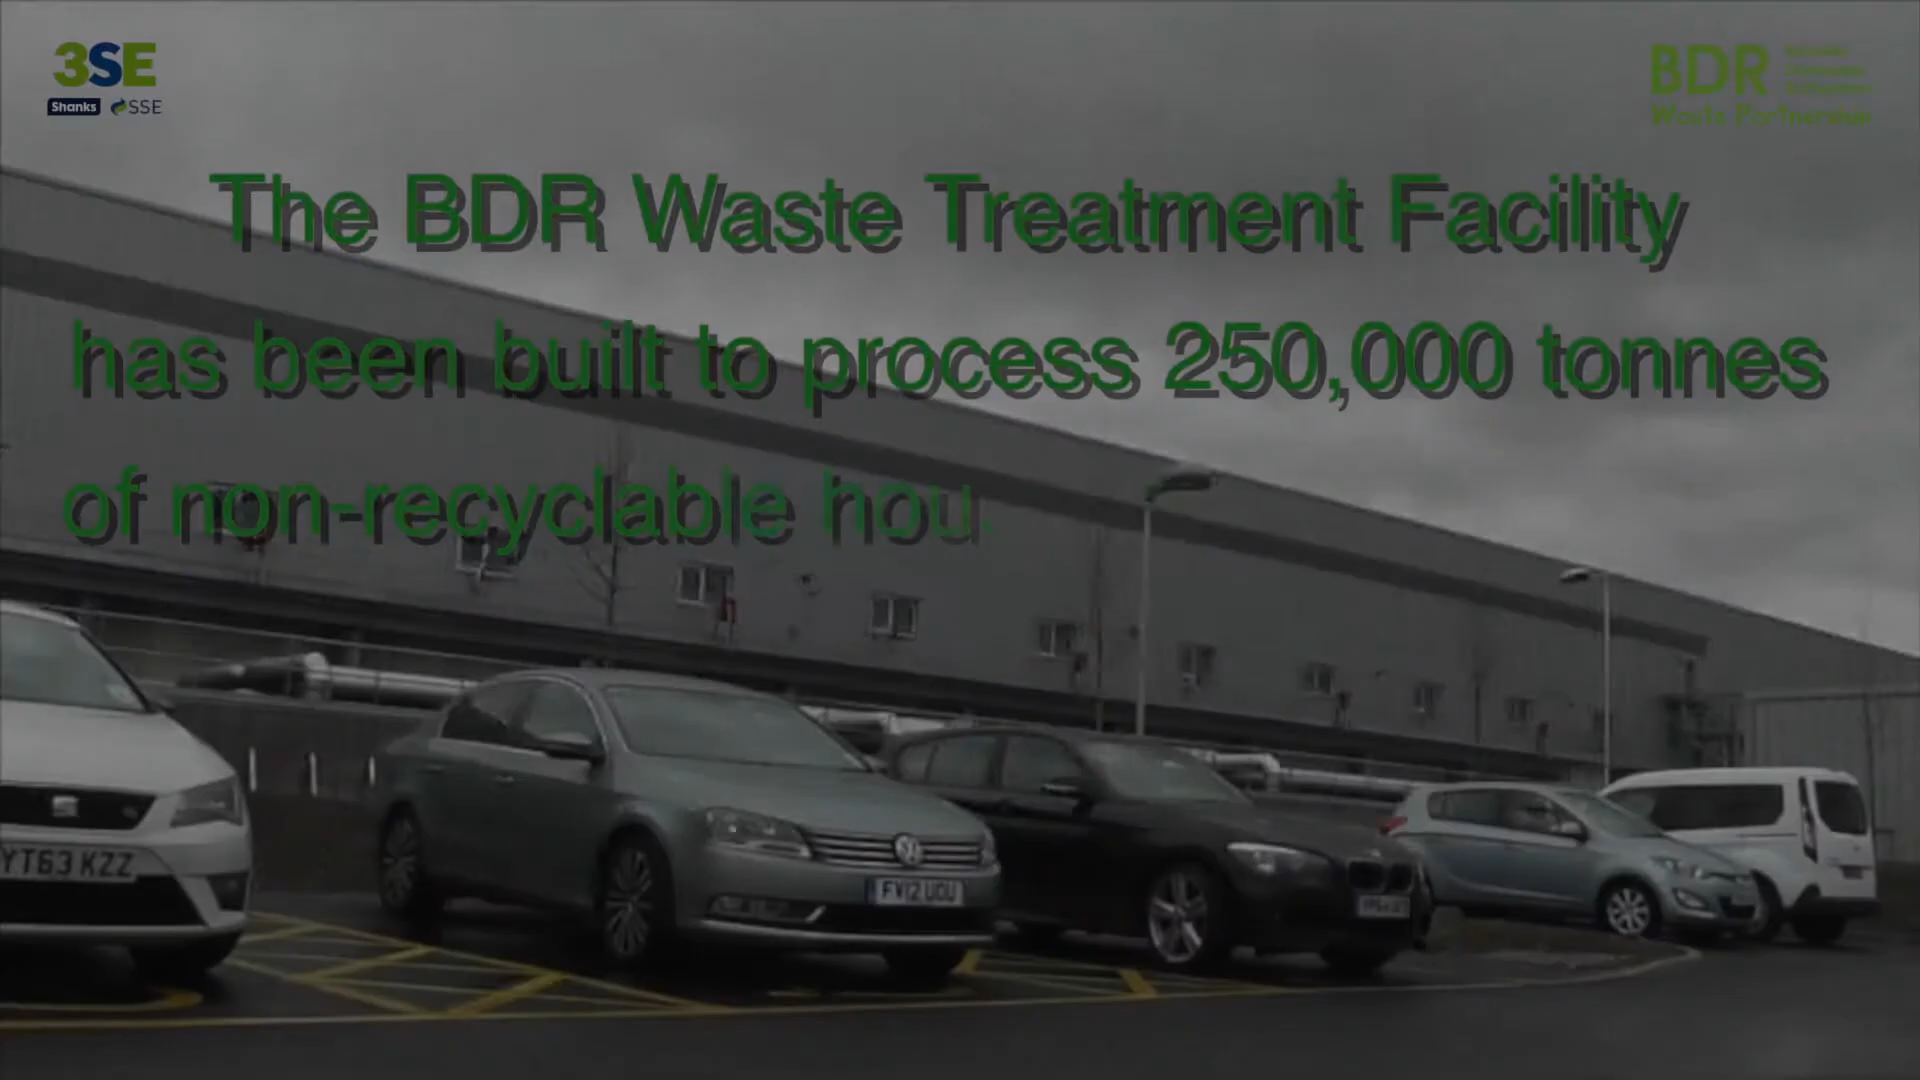 3SE
Shanks SSE
BDR
Waste Partnership
The BDR Waste Treatment Facility
has been built to process 250,000 tonnes
of non-recyclable hou
YT63 KZZ
FV12 UOU